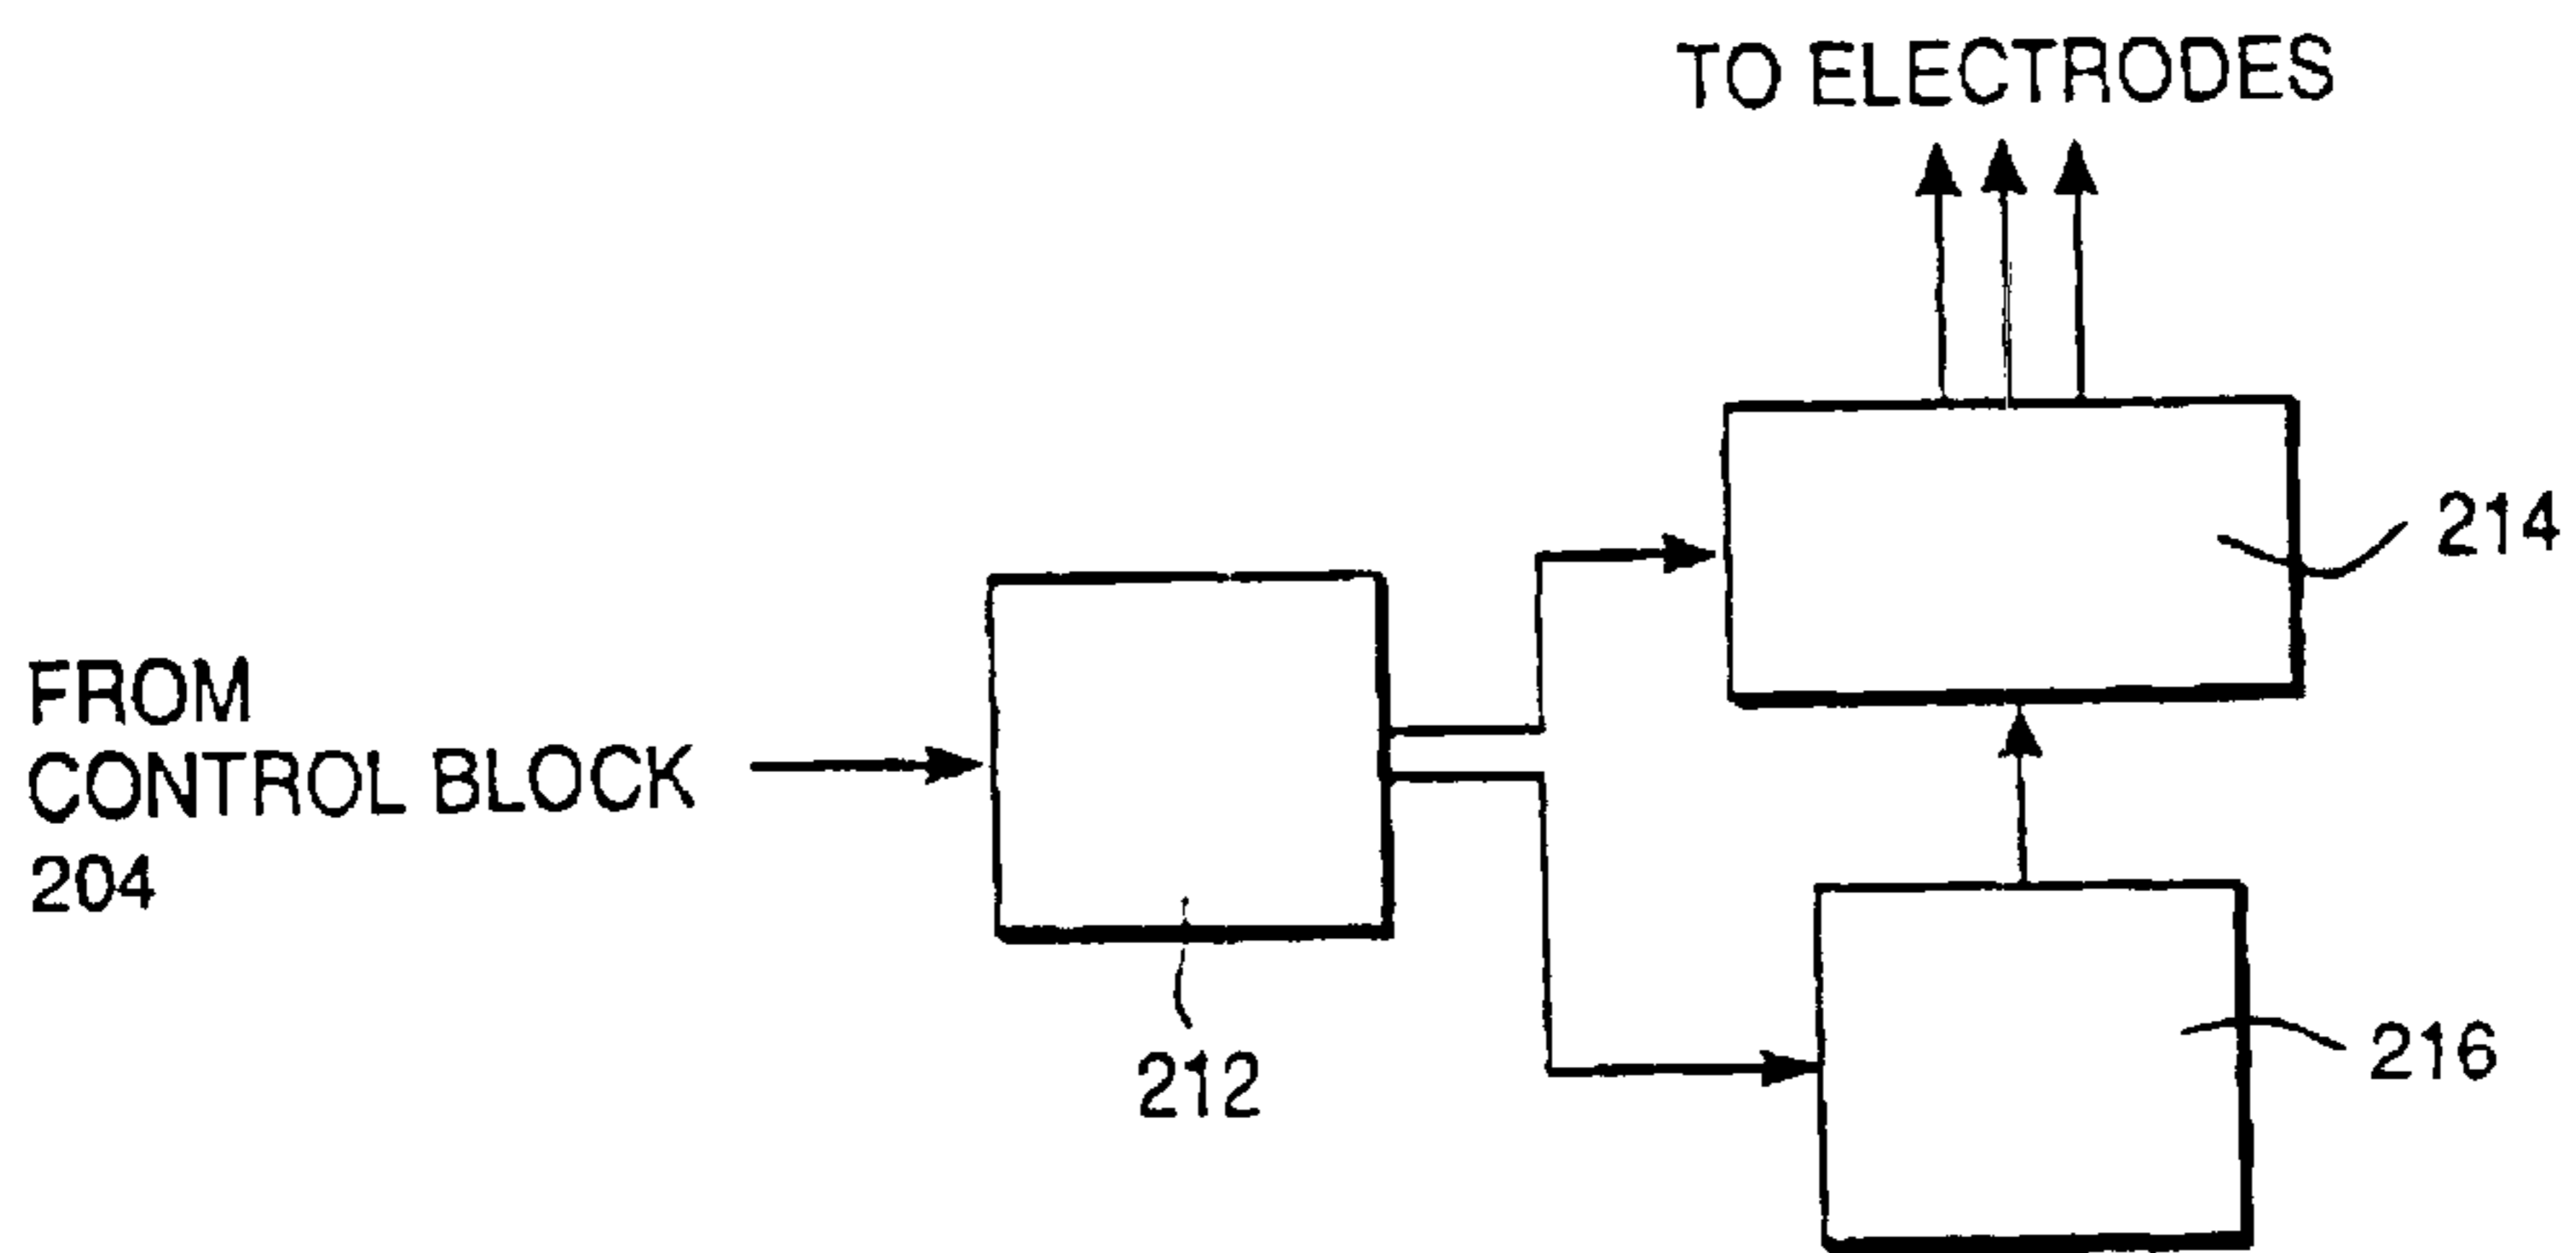 TO ELECTRODES
214
FROM
CONTROL BLOCK
204
212
216